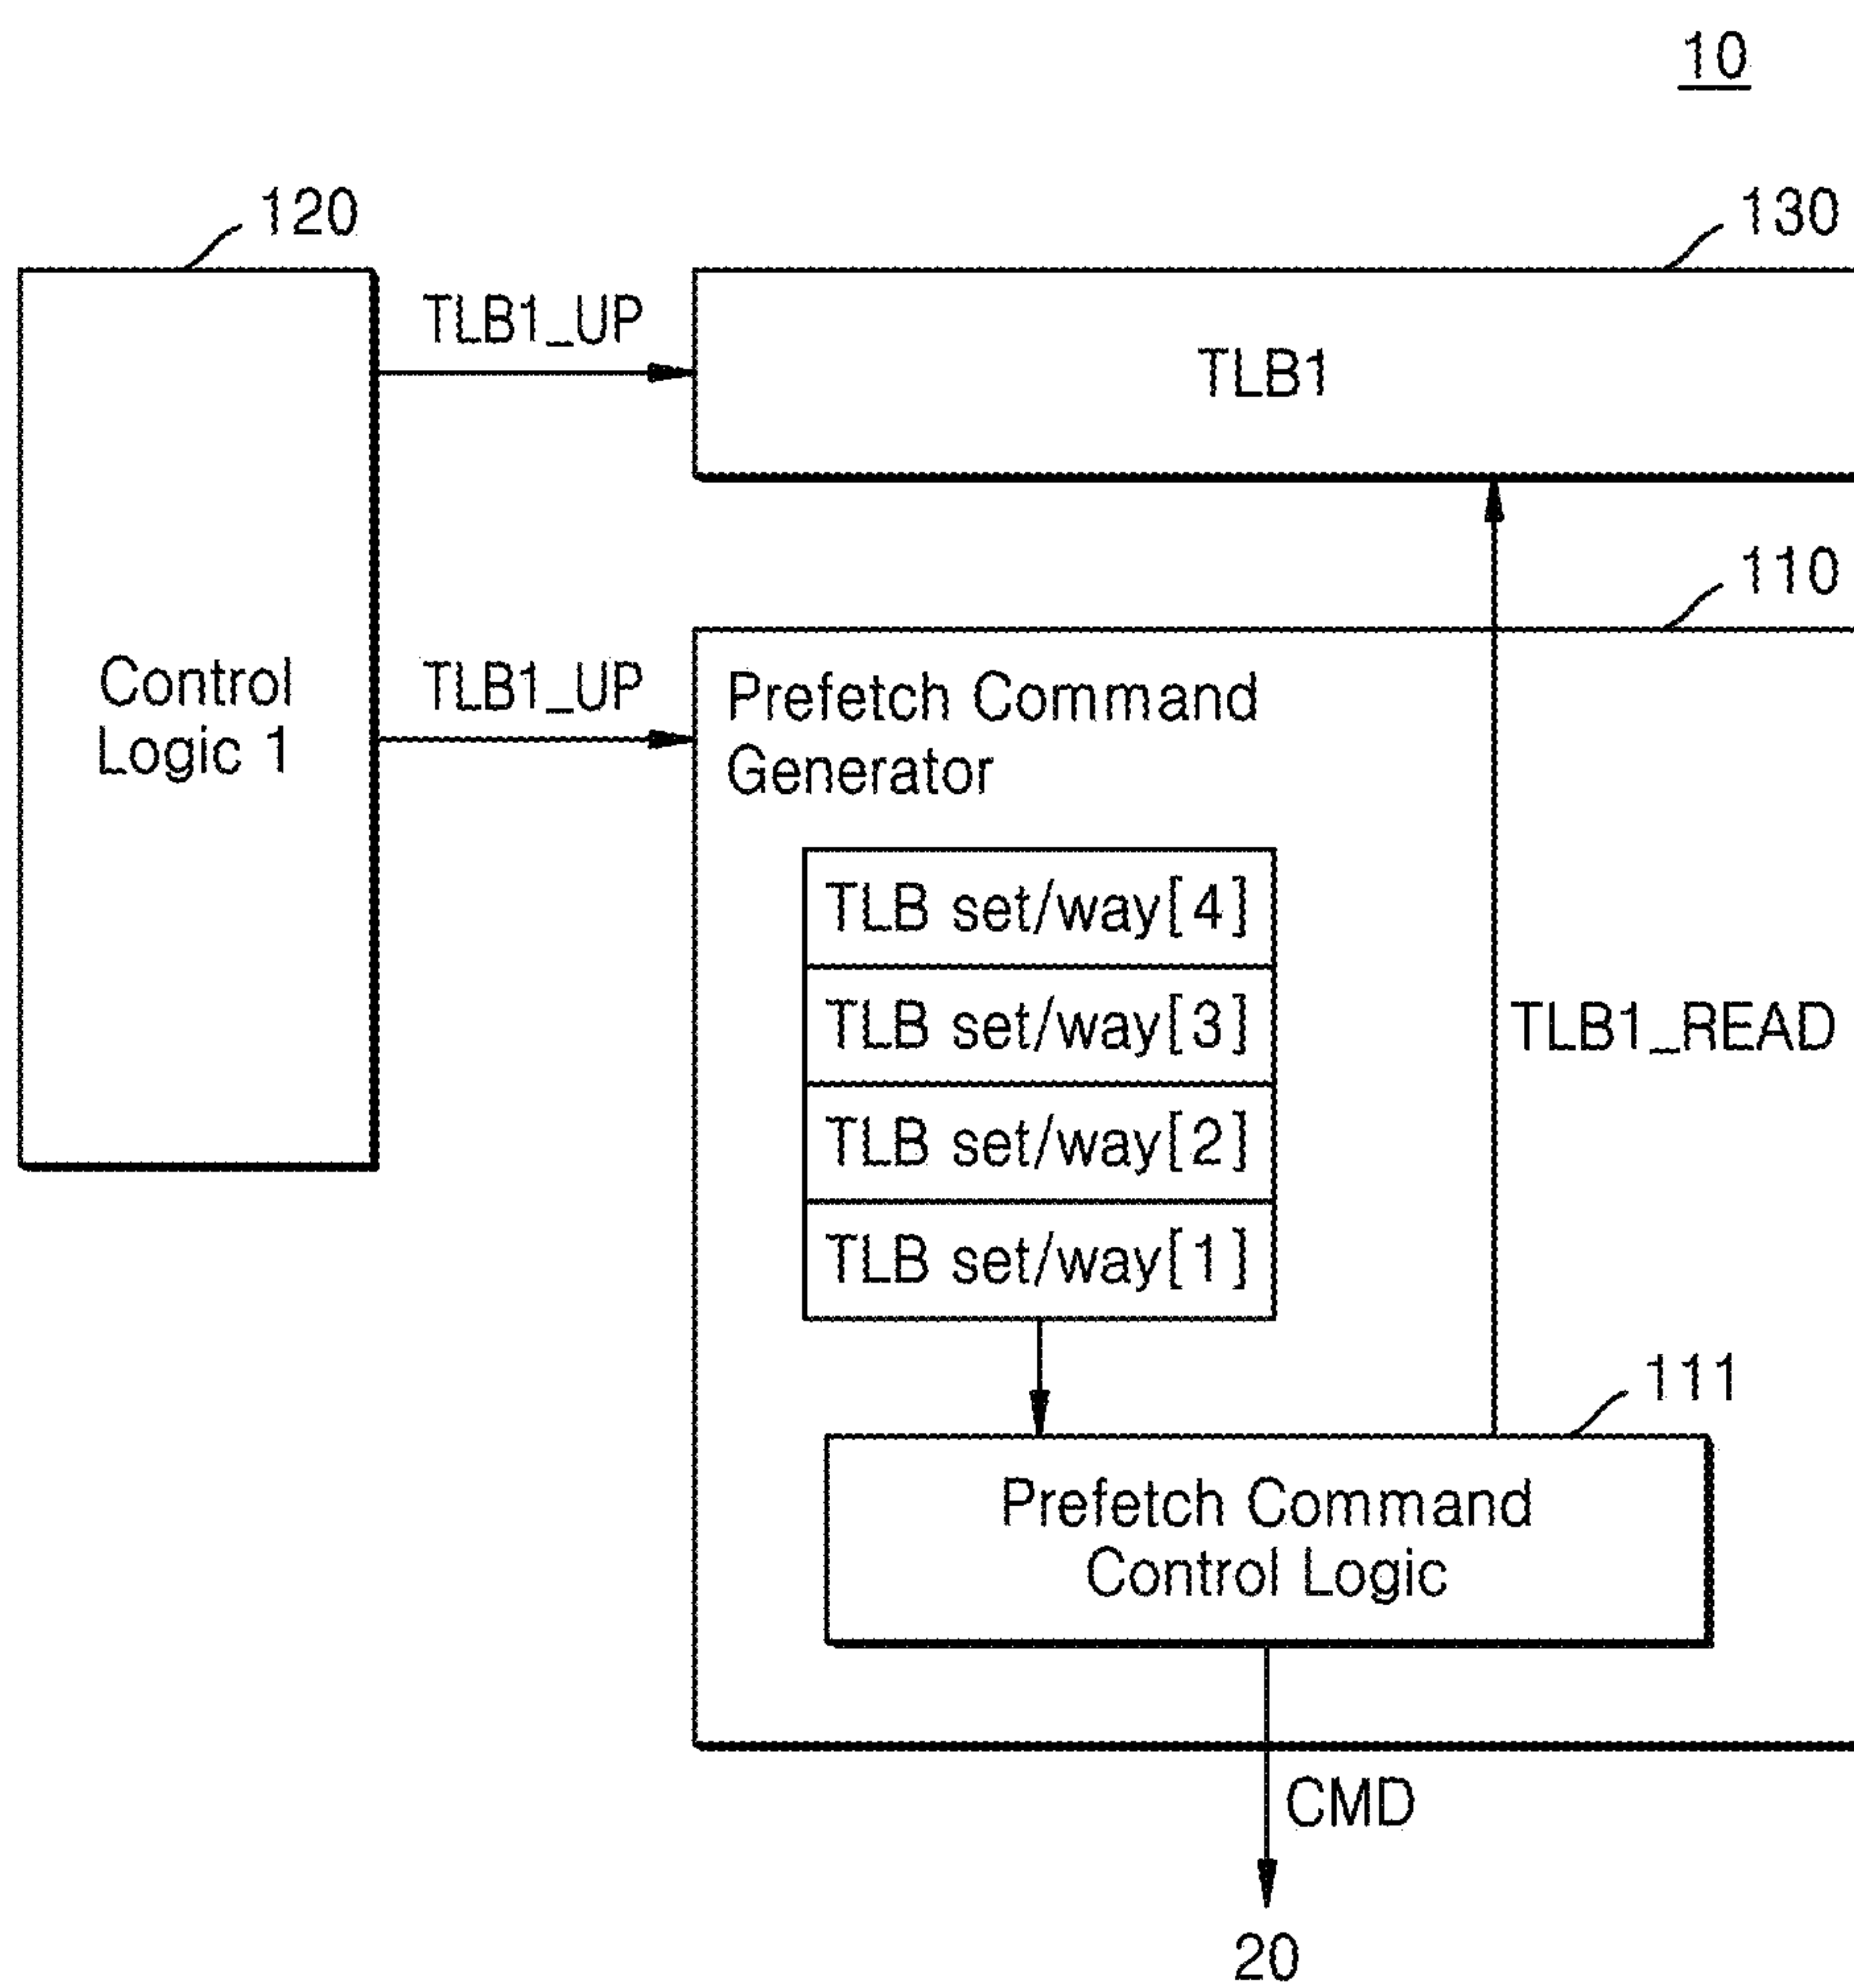 10
120
130
TLB1_UP
TLB1
110
Control
Logic 1
TLB1_UP
Prefetch Command
Generator
TLB set/way[4]
TLB set/way[3]
TLB1_READ
TLB set/way[2]
TLB set/way[1]
111
Prefetch Command
Control Logic
CMD
20